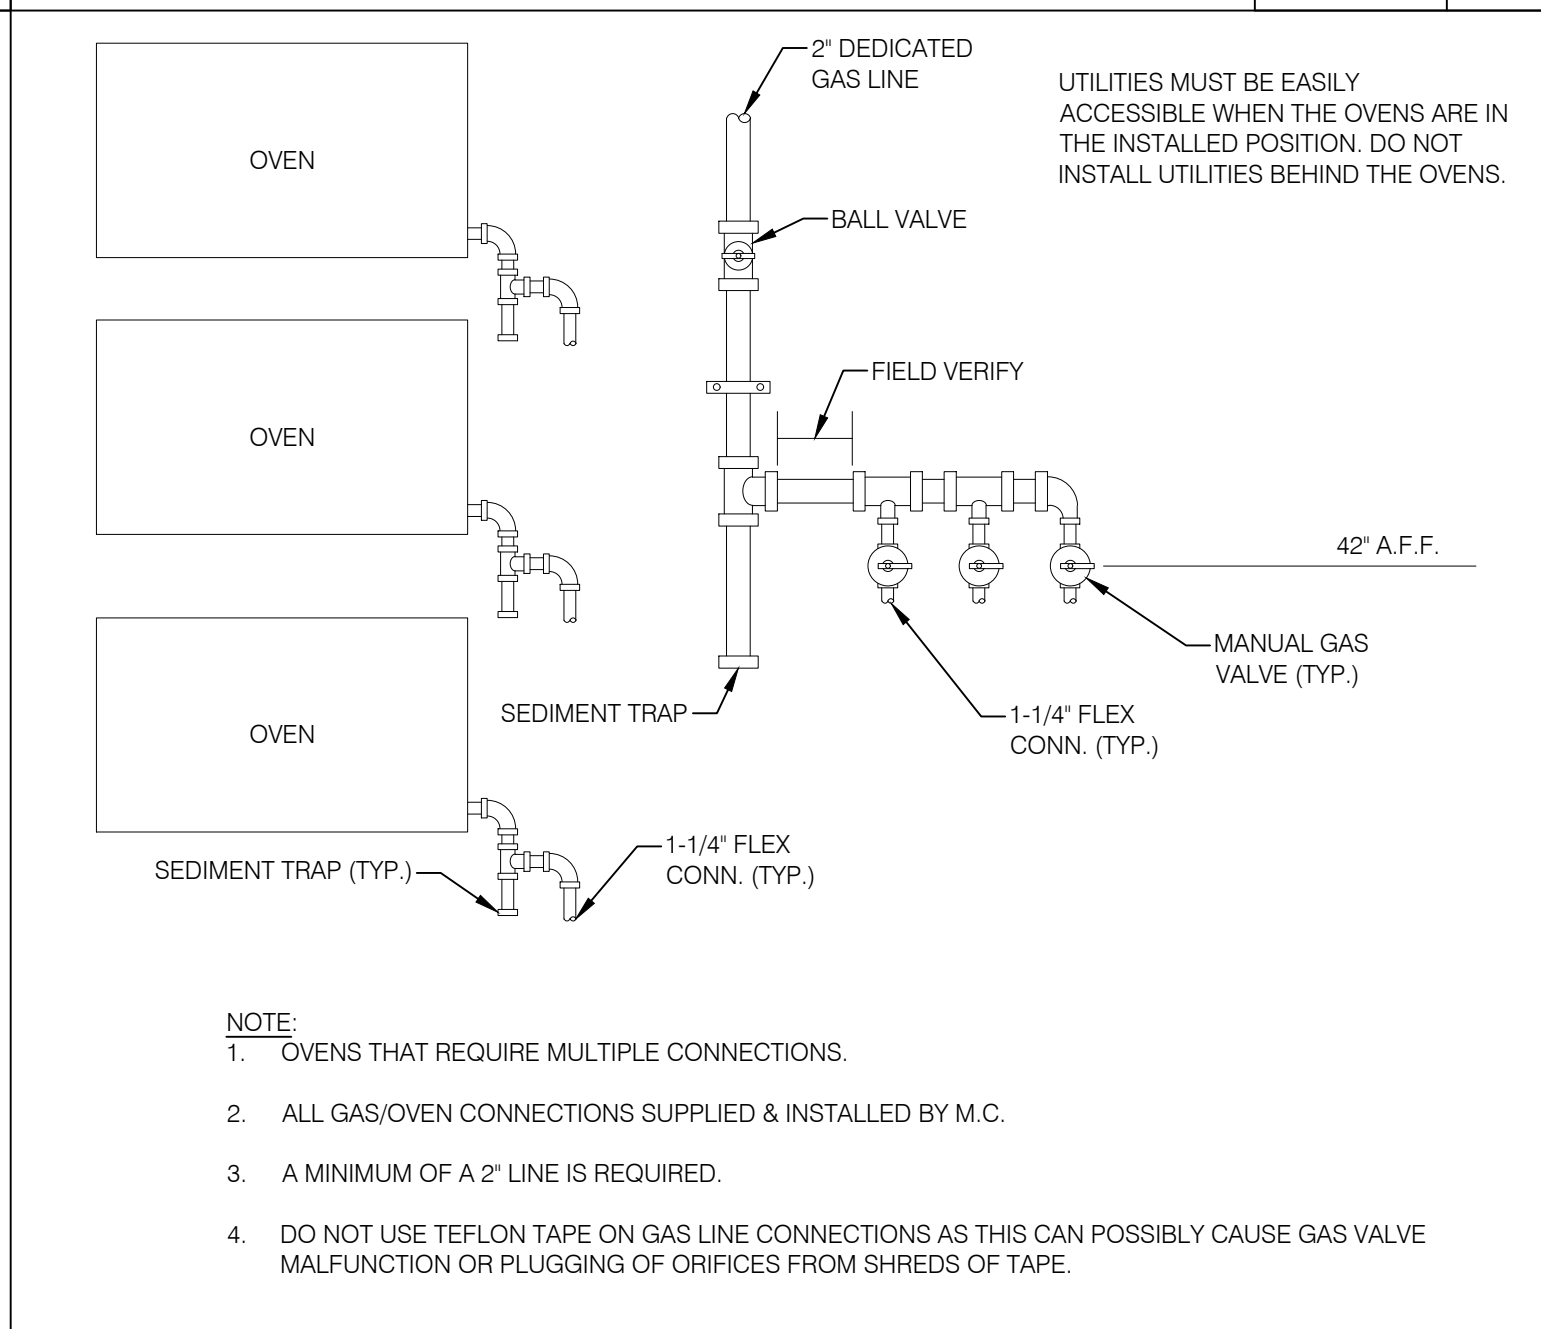 2" DEDICATED
GAS LINE
UTILITIES MUST BE EASILY
ACCESSIBLE WHEN THE OVENS ARE IN
THE INSTALLED POSITION. DO NOT
INSTALL UTILITIES BEHIND THE OVENS.
OVEN
BALL VALVE
FIELD VERIFY
OVEN
42" A.F.F.
MANUAL GAS
VALVE (TYP.)
SEDIMENT TRAP
1-1/4" FLEX
CONN. (TYP.)
OVEN
1-1/4" FLEX
CONN. (TYP.)
SEDIMENT TRAP (TYP.)
NOTE:
1. OVENS THAT REQUIRE MULTIPLE CONNECTIONS.
2. ALL GAS/OVEN CONNECTIONS SUPPLIED & INSTALLED BY M.C.
3. A MINIMUM OF A 2" LINE IS REQUIRED.
4. DO NOT USE TEFLON TAPE ON GAS LINE CONNECTIONS AS THIS CAN POSSIBLY CAUSE GAS VALVE
MALFUNCTION OR PLUGGING OF ORIFICES FROM SHREDS OF TAPE.